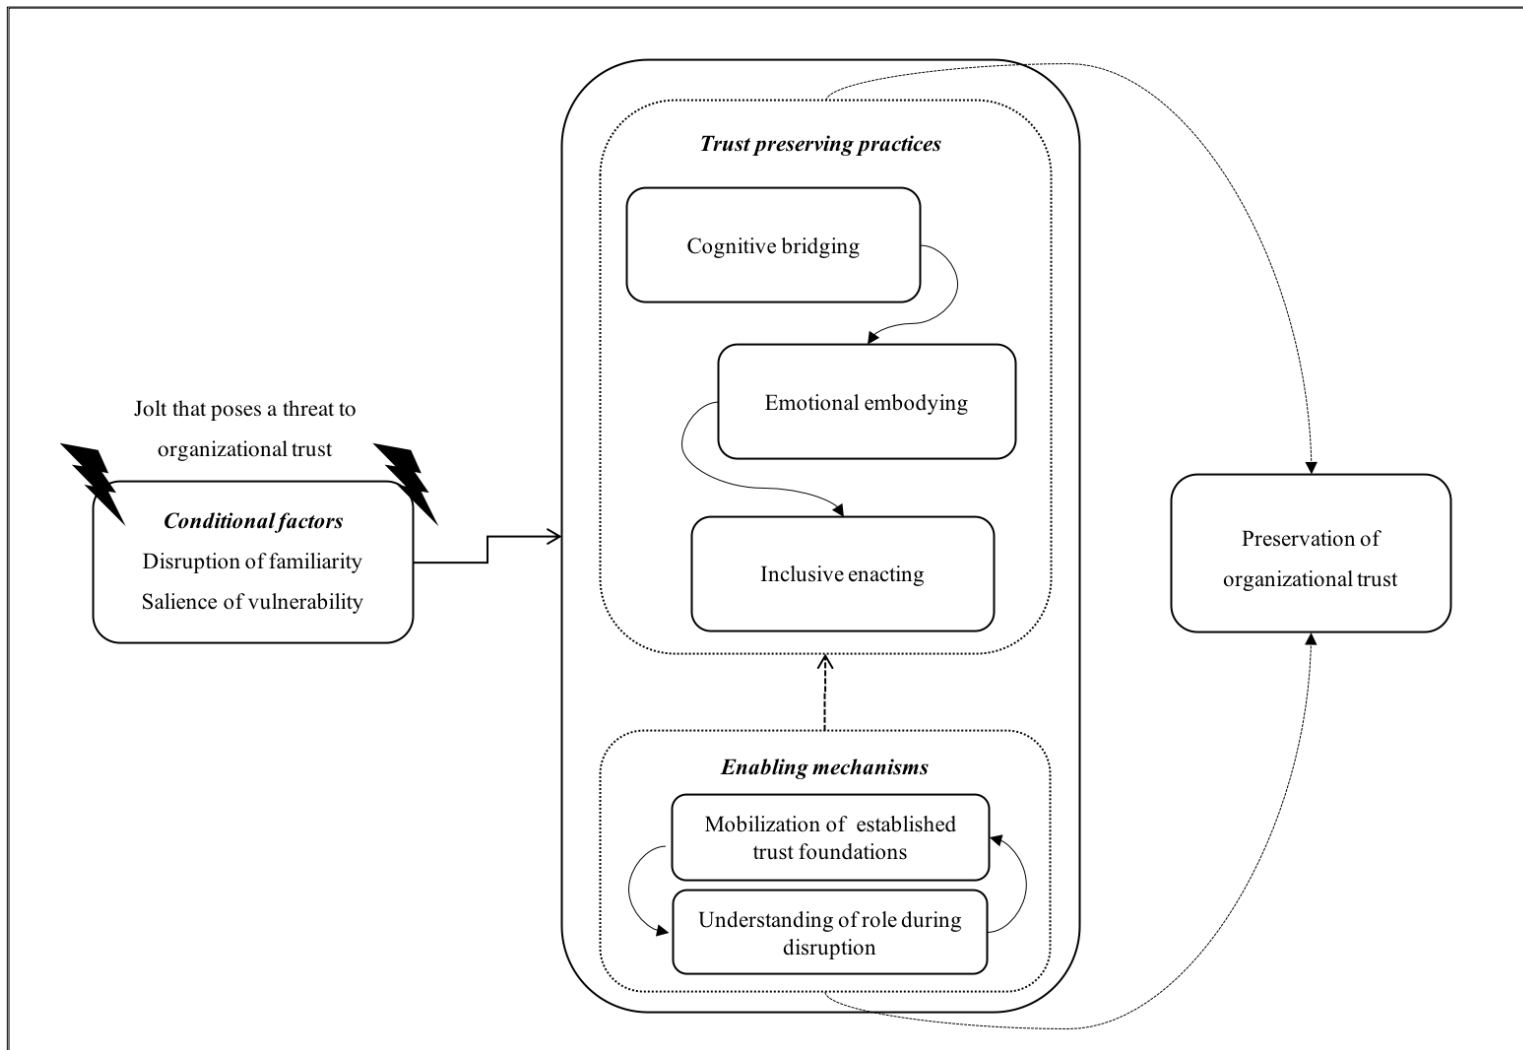 Jolt that poses a threat to
organizational trust
Conditional factors
Disruption of familiarity
Salience of vulnerability
Trust preserving practices
Cognitive bridging
Emotional embodying
Inclusive enacting
Enabling mechanisms
Mobilization of established
trust foundations
Understanding of role during
disruption
Preservation of
organizational trust